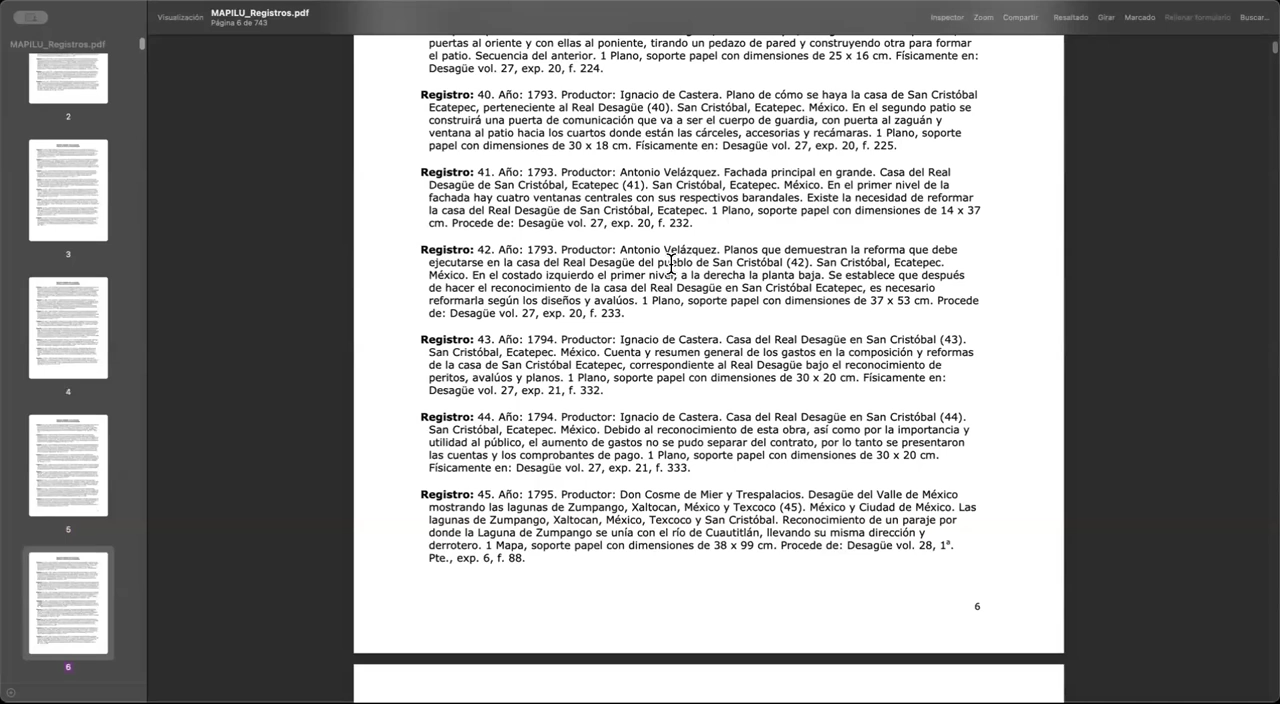 Visualización
MAPILU_Registros.pdf
Página 6 de 743
Inspector
Zoom
Compartir
Resaltado
Girar
Marcado
Rellenar formulario
Buscar...
MAPILU_Registros.pdf
2
3
4
5
6
puertas al oriente y con ellas al poniente, tirando un pedazo de pared y construyendo otra para formar
el patio. Secuencia del anterior. 1 Plano, soporte papel con dimensiones de 25 x 16 cm. Físicamente en:
Desagüe vol. 27, exp. 20, f. 224.
Registro: 40. Año: 1793. Productor: Ignacio de Castera. Plano de cómo se haya la casa de San Cristóbal
Ecatepec, perteneciente al Real Desagüe (40). San Cristóbal, Ecatepec. México. En el segundo patio se
construirá una puerta de comunicación que va a ser el cuerpo de guardia, con puerta al zaguán y
ventana al patio hacia los cuartos donde están las cárceles, accesorias y recámaras. 1 Plano, soporte
papel con dimensiones de 30 x 18 cm. Físicamente en: Desagüe vol. 27, exp. 20, f. 225.
Registro: 41. Año: 1793. Productor: Antonio Velázquez. Fachada principal en grande. Casa del Real
Desagüe de San Cristóbal, Ecatepec (41). San Cristóbal, Ecatepec. México. En el primer nivel de la
fachada hay cuatro ventanas centrales con sus respectivos barandales. Existe la necesidad de reformar
la casa del Real Desagüe de San Cristóbal, Ecatepec. 1 Plano, soporte papel con dimensiones de 14 x 37
cm. Procede de: Desagüe vol. 27, exp. 20, f. 232.
Registro: 42. Año: 1793. Productor: Antonio Velázquez. Planos que demuestran la reforma que debe
ejecutarse en la casa del Real Desagüe del pueblo de San Cristóbal (42). San Cristóbal, Ecatepec.
México. En el costado izquierdo el primer nivel, a la derecha la planta baja. Se establece que después
de hacer el reconocimiento de la casa del Real Desagüe en San Cristóbal Ecatepec, es necesario
reformarla según los diseños y avalúos. 1 Plano, soporte papel con dimensiones de 37 x 53 cm. Procede
de: Desagüe vol. 27, exp. 20, f. 233.
Registro: 43. Año: 1794. Productor: Ignacio de Castera. Casa del Real Desagüe en San Cristóbal (43).
San Cristóbal, Ecatepec. México. Cuenta y resumen general de los gastos en la composición y reformas
de la casa de San Cristóbal Ecatepec, correspondiente al Real Desagüe bajo el reconocimiento de
peritos, avalúos y planos. 1 Plano, soporte papel con dimensiones de 30 x 20 cm. Físicamente en:
Desagüe vol. 27, exp. 21, f. 332.
Registro: 44. Año: 1794. Productor: Ignacio de Castera. Casa del Real Desagüe en San Cristóbal (44).
San Cristóbal, Ecatepec. México. Debido al reconocimiento de esta obra, así como por la importancia y
utilidad al público, el aumento de gastos no se pudo separar del contrato, por lo tanto se presentaron
las cuentas y los comprobantes de pago. 1 Plano, soporte papel con dimensiones de 30 x 20 cm.
Físicamente en: Desagüe vol. 27, exp. 21, f. 333.
Registro: 45. Año: 1795. Productor: Don Cosme de Mier y Trespalacios. Desagüe del Valle de México
mostrando las lagunas de Zumpango, Xaltocan, México y Texcoco (45). México y Ciudad de México. Las
lagunas de Zumpango, Xaltocan, México, Texcoco y San Cristóbal. Reconocimiento de un paraje por
donde la Laguna de Zumpango se unía con el río de Cuautitlán, llevando su misma dirección y
derrotero. 1 Mapa, soporte papel con dimensiones de 38 x 99 cm. Procede de: Desagüe vol. 28, 1ª.
Pte., exp. 6, f. 88.
6